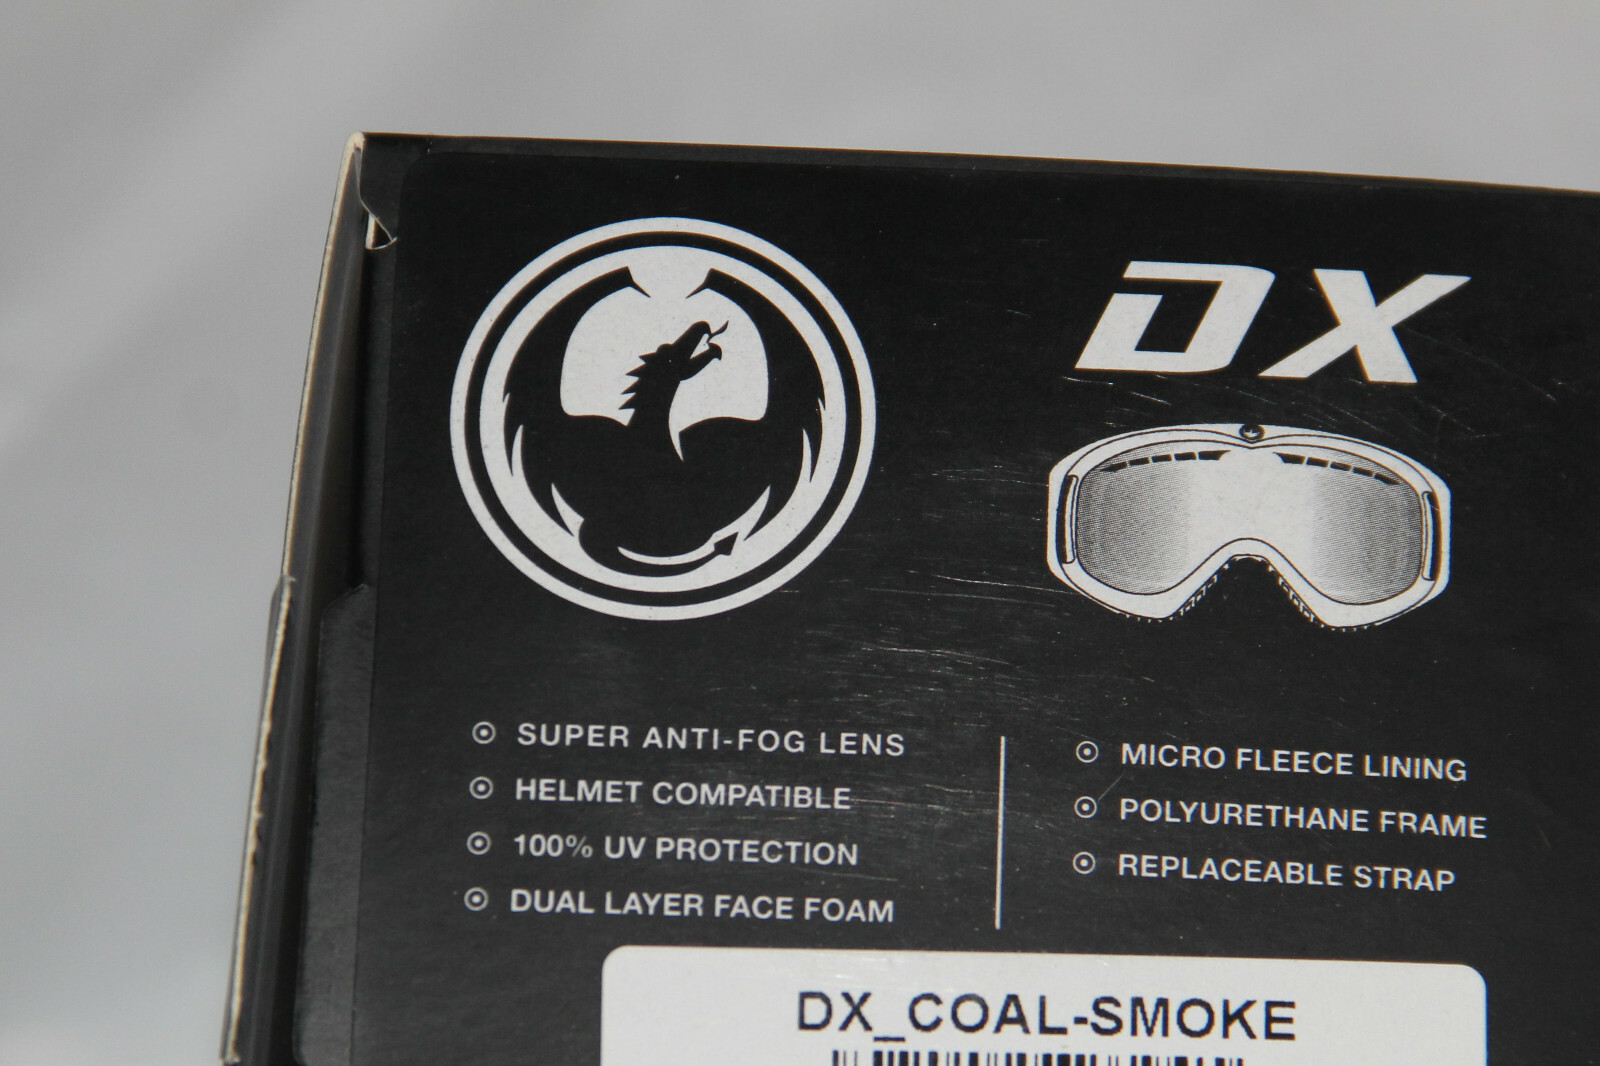 DX
SUPER ANTI-FOG LENS
HELMET COMPATIBLE
100% UV PROTECTION
DUAL LAYER FACE FOAM
MICRO FLEECE LINING
POLYURETHANE FRAME
REPLACEABLE STRAP
DX_COAL-SMOKE